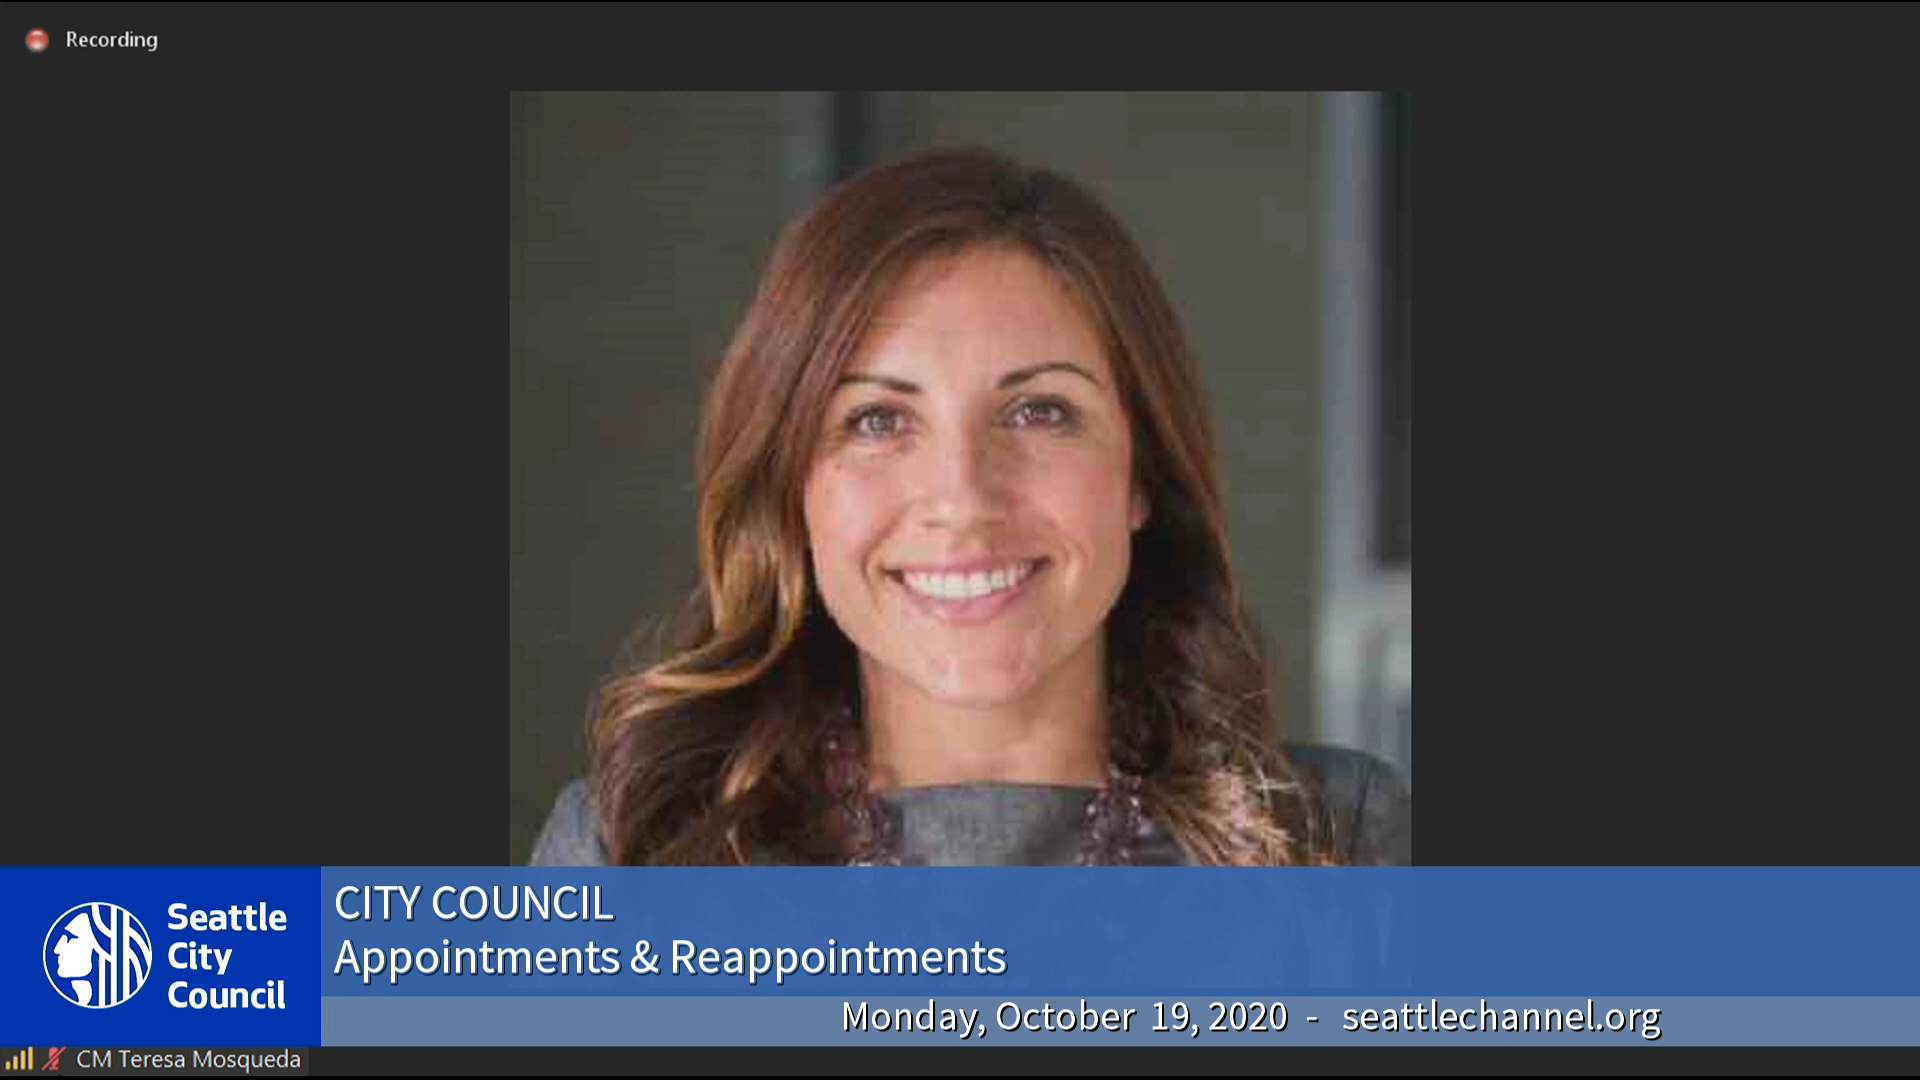 Recording
Seattle
City
Council
CITY COUNCIL
Appointments & Reappointments
Monday, October 19, 2020 - seattlechannel.org
CM Teresa Mosqueda